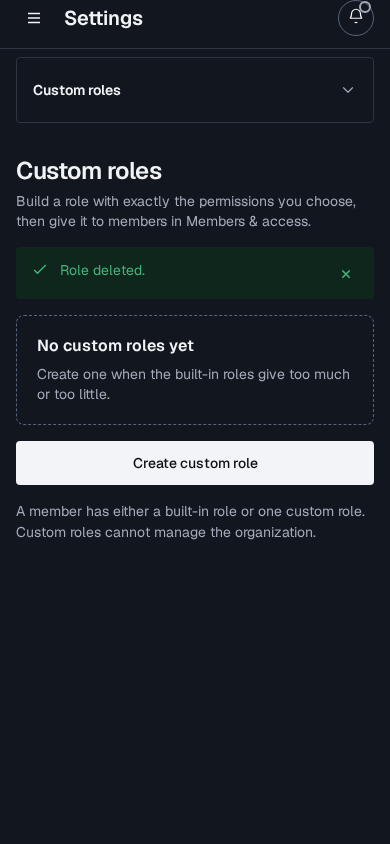 Settings
Custom roles
Custom roles
Build a role with exactly the permissions you choose,
then give it to members in Members & access.
Role deleted.
No custom roles yet
Create one when the built-in roles give too much
or too little.
Create custom role
A member has either a built-in role or one custom role.
Custom roles cannot manage the organization.